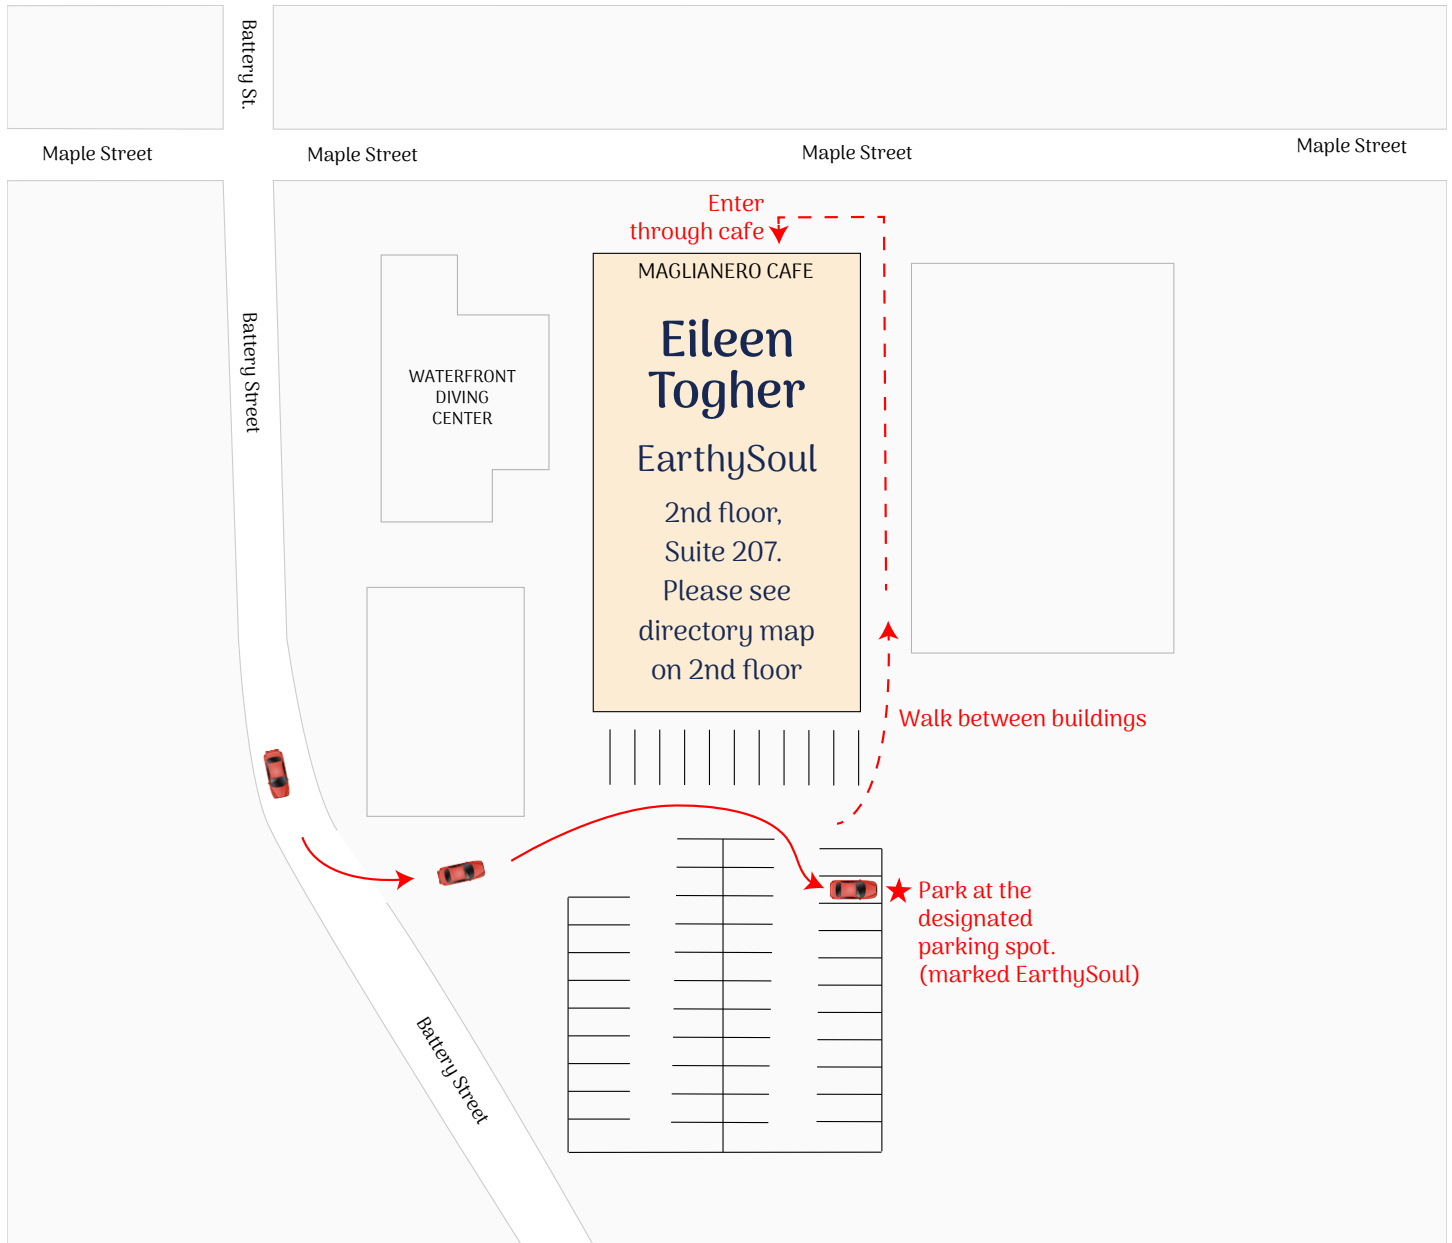 Battery St.
Maple Street
Maple Street
Maple Street
Maple Street
Enter
through cafe
MAGLIANERO CAFE
Eileen
Togher
EarthySoul
2nd floor,
Suite 207.
Please see
directory map
on 2nd floor
Battery Street
WATERFRONT
DIVING
CENTER
Walk between buildings
Park at the
designated
parking spot.
(marked EarthySoul)
Battery Street